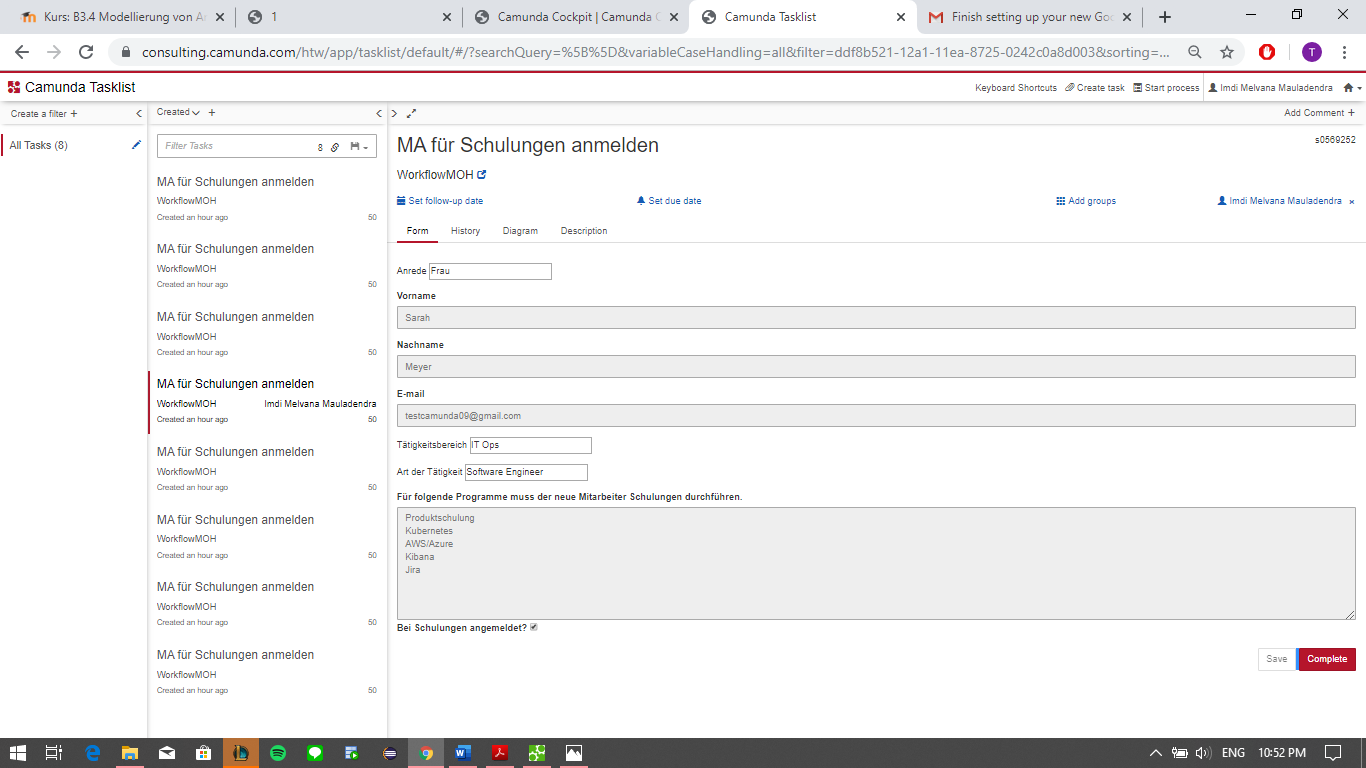 Kurs: B3.4 Modellierung von A
1
Camunda Cockpit | Camunda C
Camunda Tasklist
Finish setting up your new Goo
consulting.camunda.com/htw/app/tasklist/default/#/?searchQuery=%5B%5D&variableCaseHandling=all&filter=ddf8b521-12a1-11ea-8725-0242c0a8d003&sorting=...
T
Camunda Tasklist
Keyboard Shortcuts
Create task
Start process
Imdi Melvana Mauladendra
Create a filter +
All Tasks (8)
Created
Filter Tasks
8
MA für Schulungen anmelden
WorkflowMOH
Created an hour ago 50
MA für Schulungen anmelden
WorkflowMOH
Created an hour ago 50
MA für Schulungen anmelden
WorkflowMOH
Created an hour ago 50
MA für Schulungen anmelden
WorkflowMOH Imdi Melvana Mauladendra
Created an hour ago 50
MA für Schulungen anmelden
WorkflowMOH
Created an hour ago 50
MA für Schulungen anmelden
WorkflowMOH
Created an hour ago 50
MA für Schulungen anmelden
WorkflowMOH
Created an hour ago 50
MA für Schulungen anmelden
WorkflowMOH
Created an hour ago 50
Add Comment +
MA für Schulungen anmelden
s0569252
WorkflowMOH
Set follow-up date
Set due date
Add groups
Imdi Melvana Mauladendra ×
Form
History
Diagram
Description
Anrede Frau
Vorname
Sarah
Nachname
Meyer
E-mail
testcamunda09@gmail.com
Tätigkeitsbereich IT Ops
Art der Tätigkeit Software Engineer
Für folgende Programme muss der neue Mitarbeiter Schulungen durchführen.
Produktschulung
Kubernetes
AWS/Azure
Kibana
Jira
Bei Schulungen angemeldet?
Save
Complete
ENG
10:52 PM